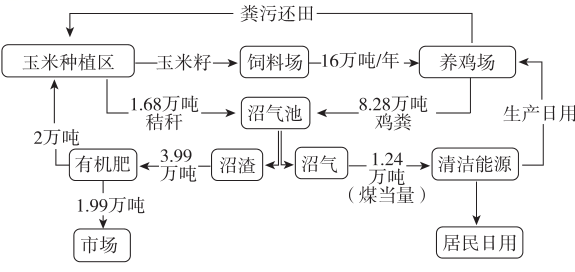 粪污还田
玉米种植区
玉米籽
饲料场
16万吨/年
养鸡场
1.68万吨
秸秆
沼气池
8.28万吨
鸡粪
生产日用
2万吨
有机肥
3.99
万吨
沼渣
沼气
1.24
万吨
(煤当量)
清洁能源
1.99万吨
市场
居民日用